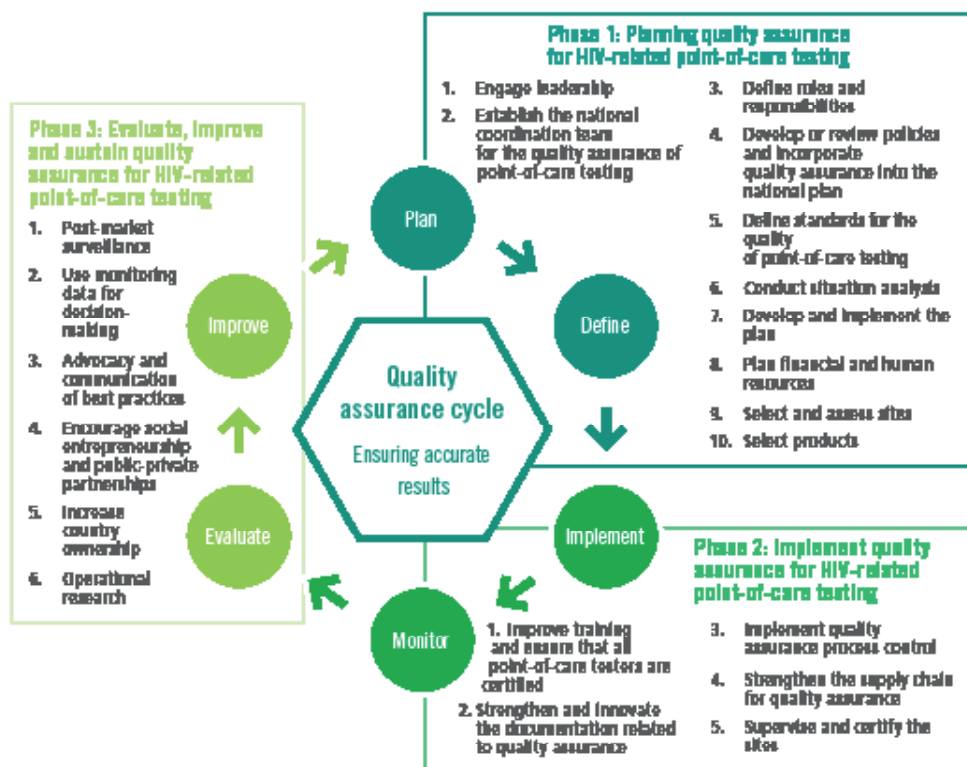 Phase 1: Planning quality assurance
for HIV-related point-of-care testing
1. Engage leadership
2. Establish the national
coordination team
for the quality assurance of
point-of-care testing
3. Define roles and
responsibilities
4. Develop or review policies
and incorporate
quality assurance into the
national plan
5. Define standards for the
quality
of point-of-care testing
6. Conduct situation analysis
7. Develop and implement the
plan
8. Plan financial and human
resources
9. Select and assess sites
10. Select products
Phase 3: Evaluate, improve
and sustain quality
assurance for HIV-related
point-of-care testing
1. Post-market
surveillance
2. Use monitoring
data for
decision-
making
3. Advocacy and
communication
of best practices
4. Encourage social
entrepreneurship
and public-private
partnerships
5. Increase
country
ownership
6. Operational
research
Plan
Define
Implement
Monitor
Evaluate
Improve
Quality
assurance cycle
Ensuring accurate
results
Phase 2: Implement quality
assurance for HIV-related
point-of-care testing
1. Improve training
and ensure that all
point-of-care testers are
certified
2. Strengthen and innovate
the documentation related
to quality assurance
3. Implement quality
assurance process control
4. Strengthen the supply chain
for quality assurance
5. Supervise and certify the
sites